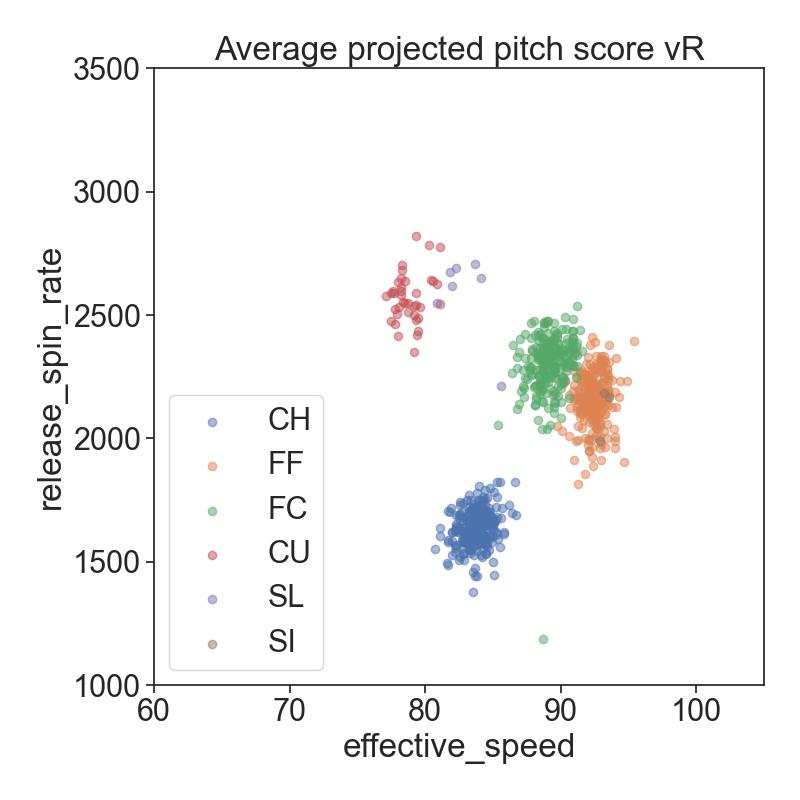 Average projected pitch score vR
3500
3000
2500
2000
1500
1000
release_spin_rate
CH
FF
FC
CU
SL
SI
60 70 80 90 100
effective_speed